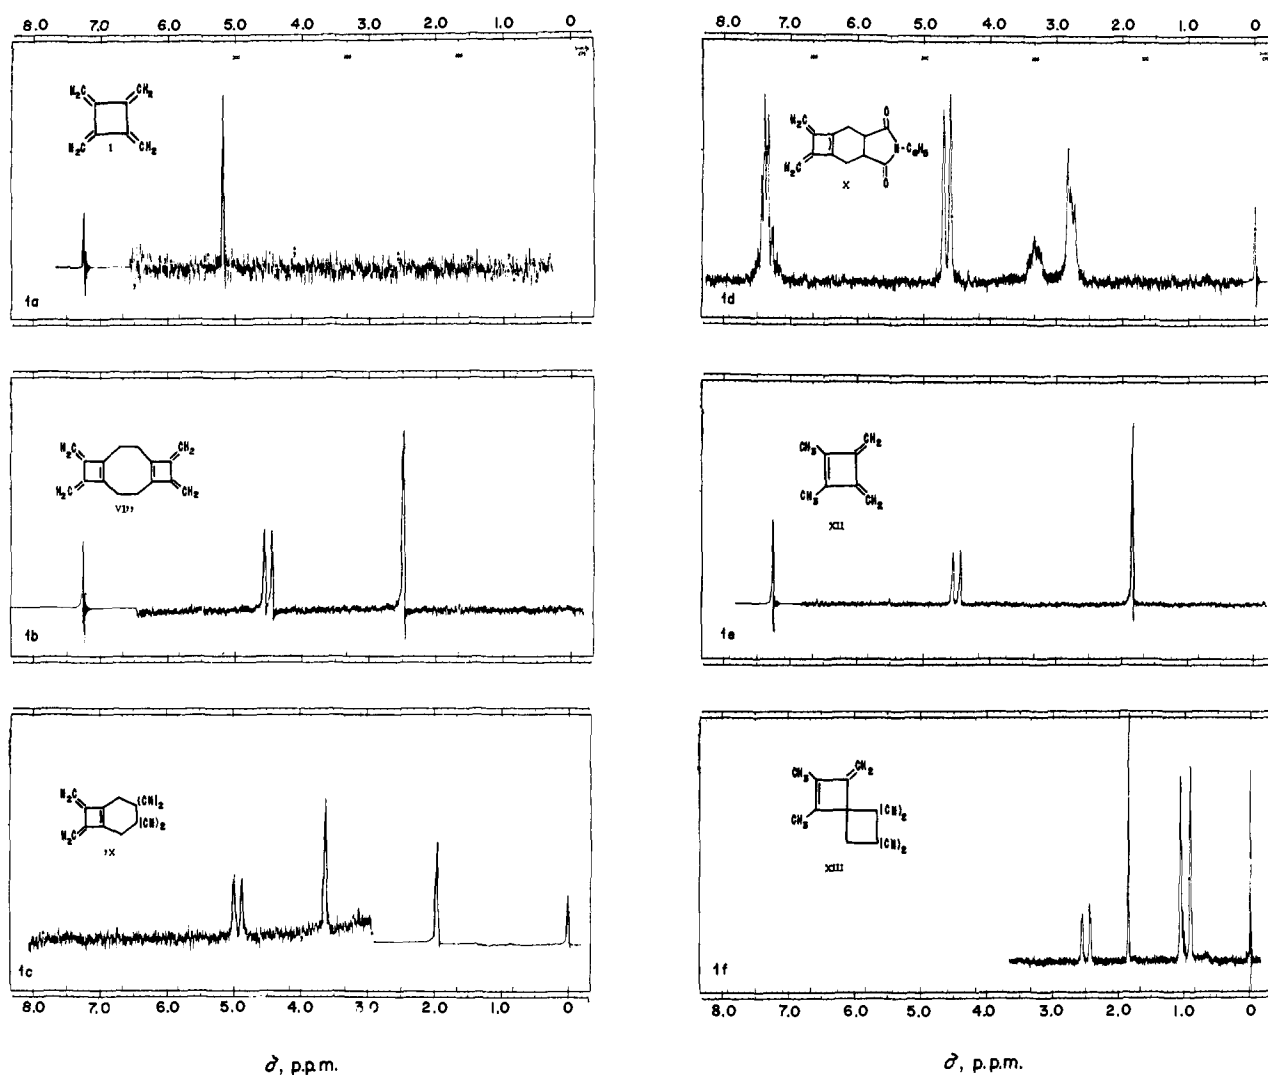 8.0 7.0 6.0 5.0 4.0 3.0 2.0 1.0 0
H₂C CH₂
H₂C CH₂
I
1a
H₂C CH₂
H₂C CH₂
1b
H₂C (CN)₂
H₂C (CN)₂
1c
8.0 7.0 6.0 5.0 4.0 3.0 2.0 1.0 0
δ, p.p.m.
8.0 7.0 6.0 5.0 4.0 3.0 2.0 1.0 0
O
H₂C
N-C₆H₅
H₂C
O
X
1d
CH₃ CH₂
CH₃ CH₂
XII
1e
CH₃ CH₂
CH₃ (CN)₂
(CN)₂
XIII
1f
8.0 7.0 6.0 5.0 4.0 3.0 2.0 1.0 0
δ, p.p.m.